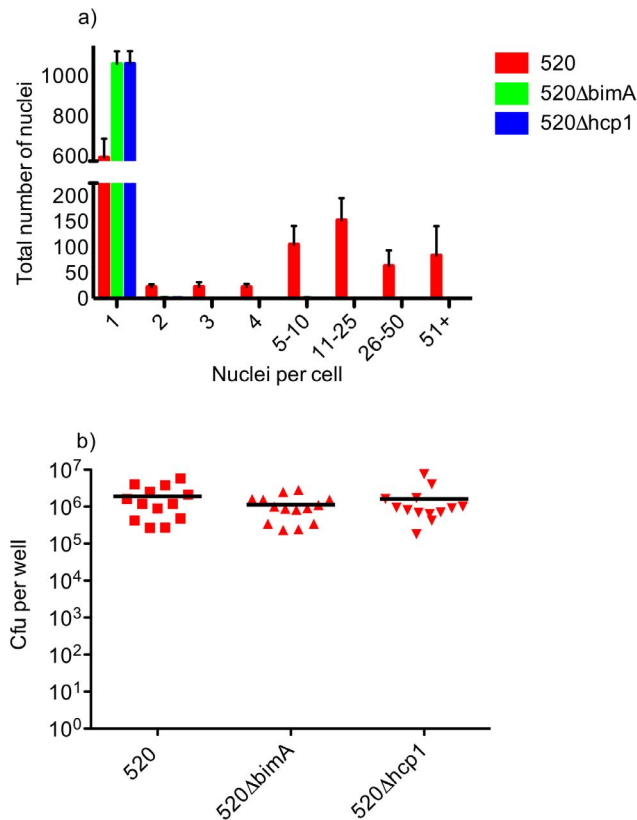 a)
Total number of nuclei
1000
800
600
200
150
100
50
0
1
2
3
4
5-10
11-25
26-50
51+
Nuclei per cell
520
520ΔbimA
520Δhcp1
b)
Cfu per well
10⁷
10⁶
10⁵
10⁴
10³
10²
10¹
10⁰
520
520ΔbimA
520Δhcp1